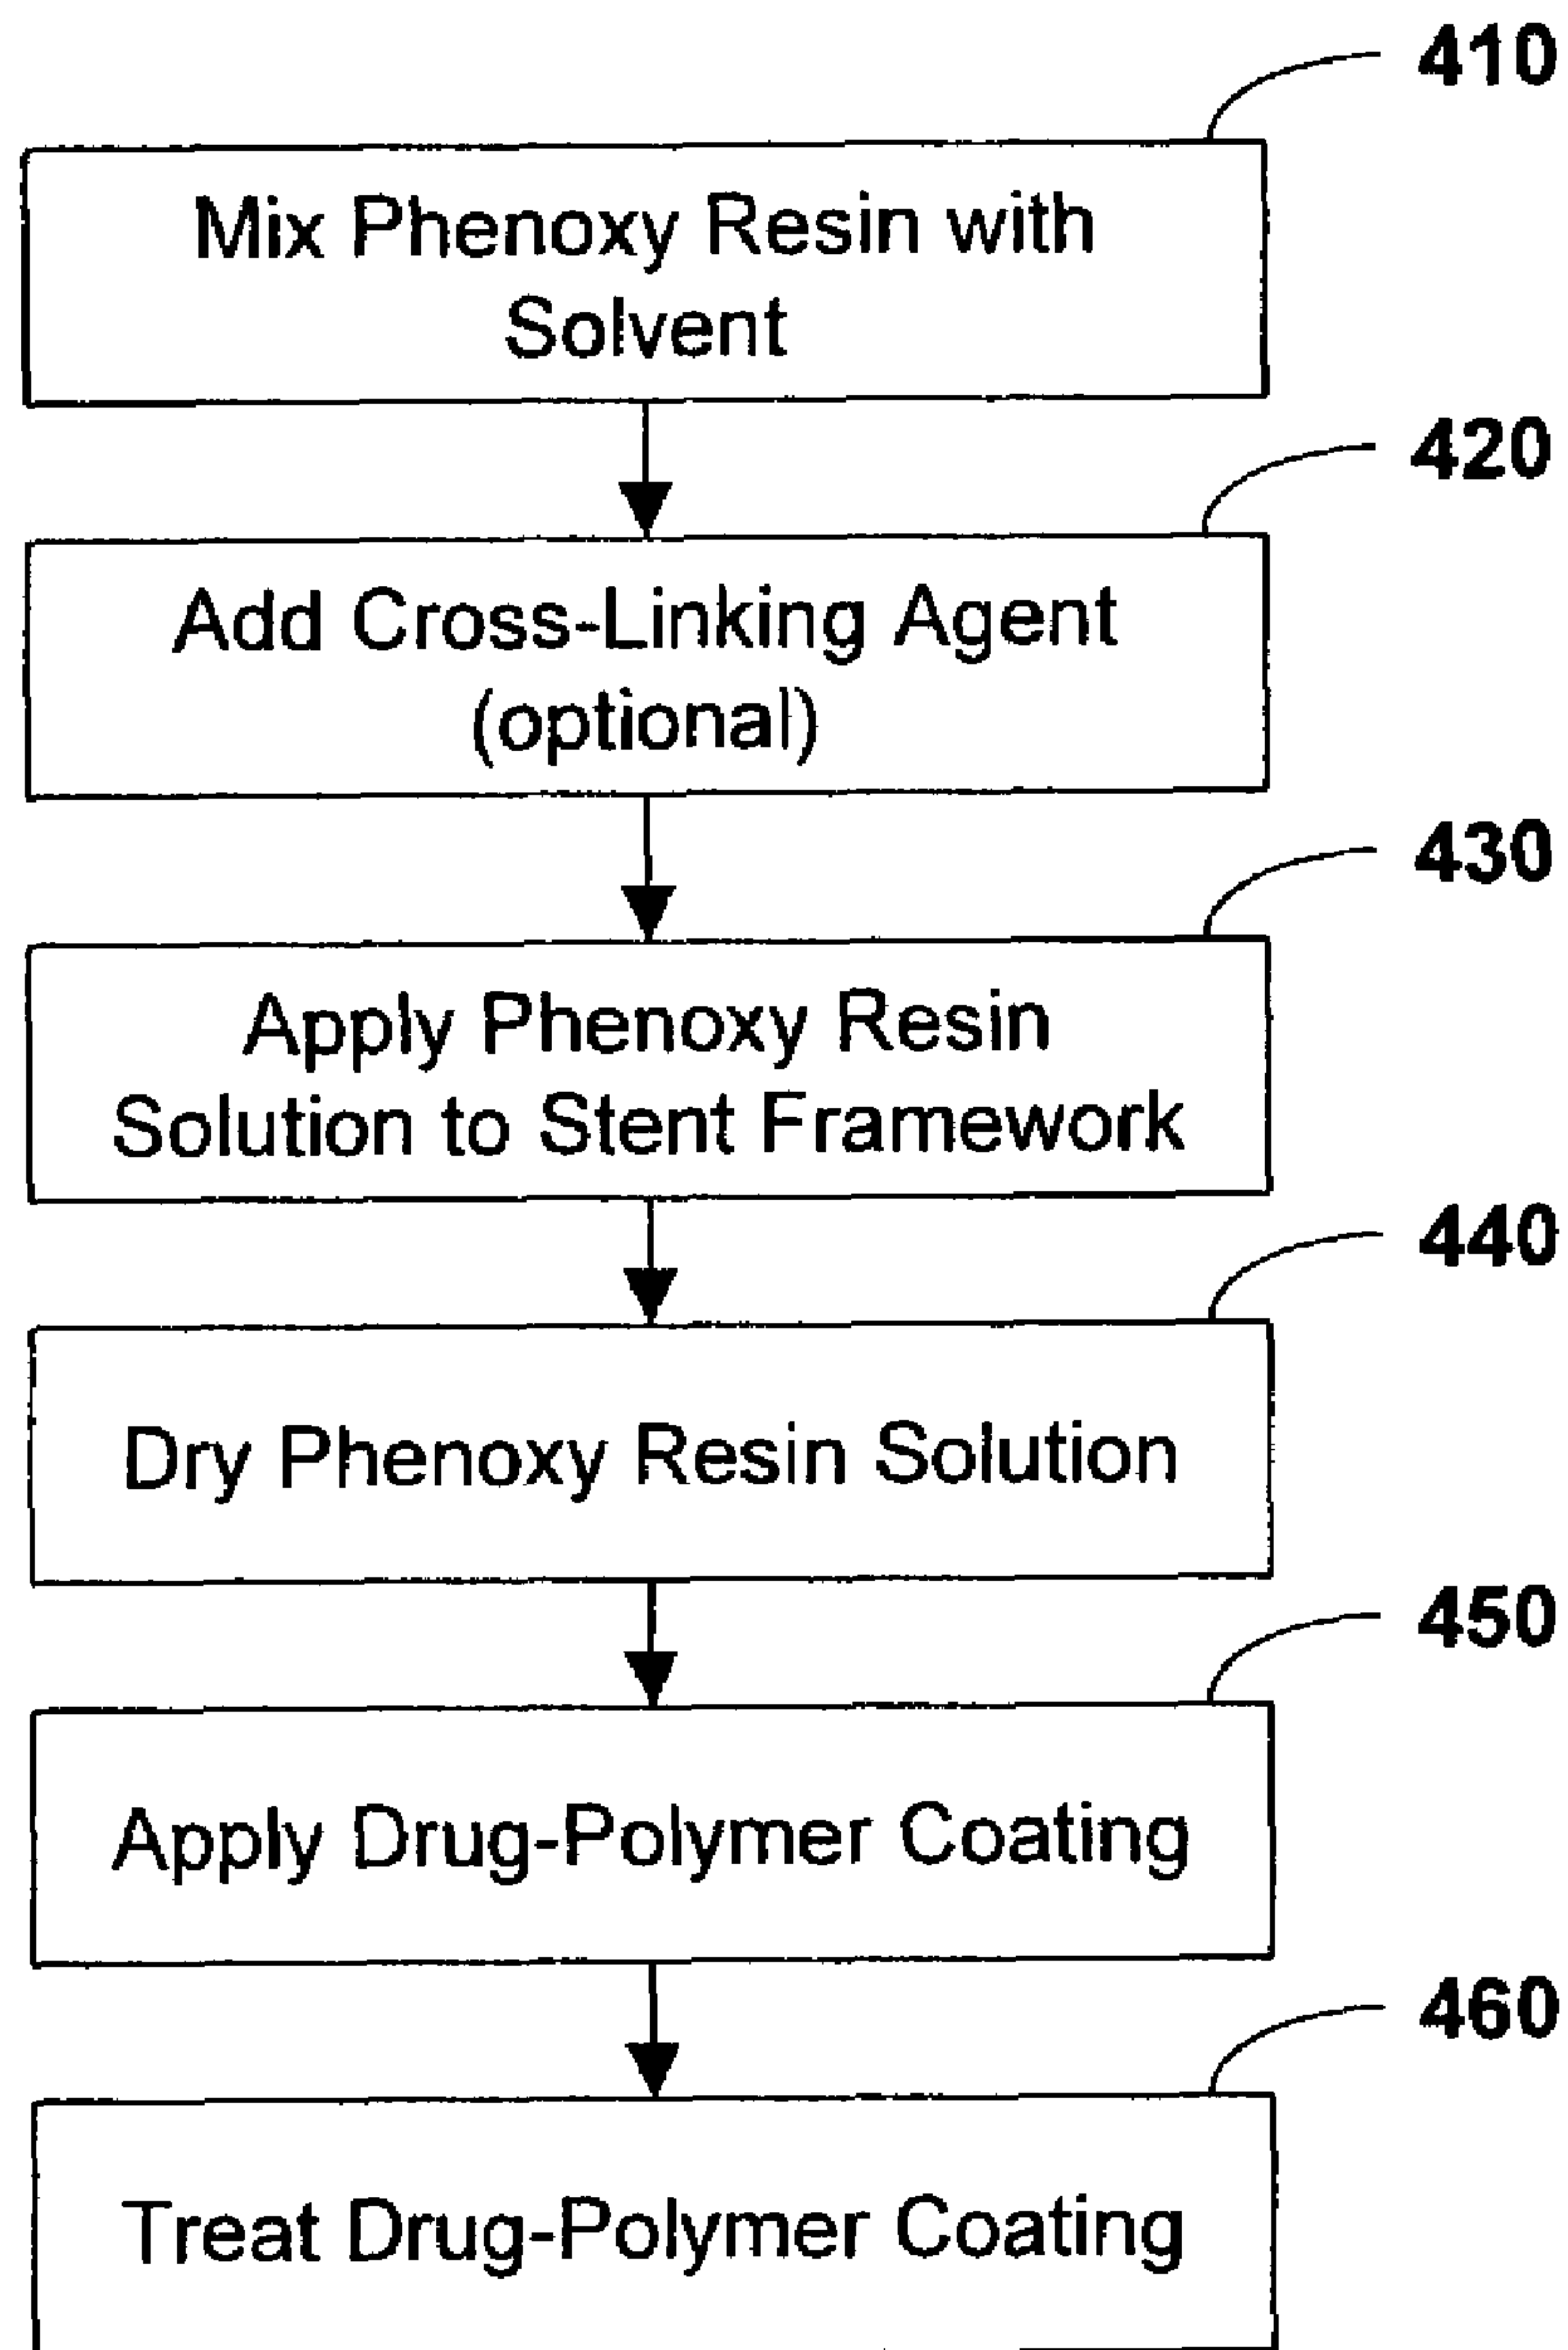 410
Mix Phenoxy Resin with
Solvent
420
Add Cross-Linking Agent
(optional)
430
Apply Phenoxy Resin
Solution to Stent Framework
440
Dry Phenoxy Resin Solution
450
Apply Drug-Polymer Coating
460
Treat Drug-Polymer Coating